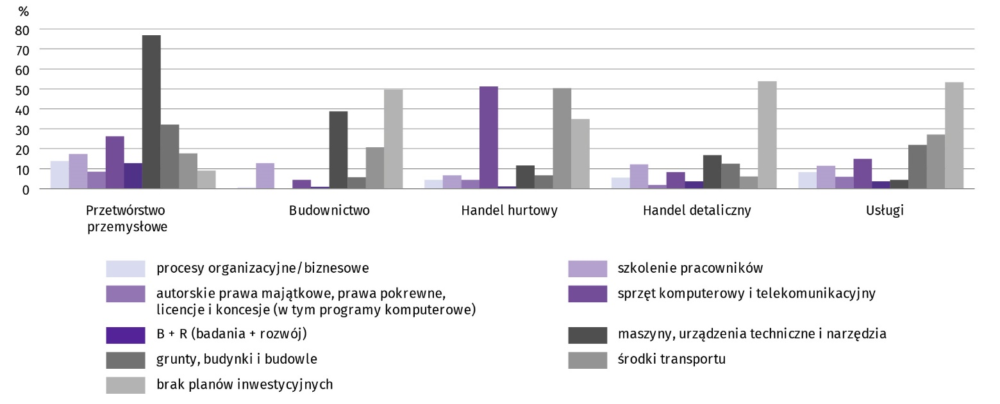 %
80
70
60
50
40
30
20
10
0
Przetwórstwo
przemysłowe
Budownictwo
Handel hurtowy
Handel detaliczny
Usługi
procesy organizacyjne/biznesowe
szkolenie pracowników
autorskie prawa majątkowe, prawa pokrewne,
licencje i koncesje (w tym programy komputerowe)
sprzęt komputerowy i telekomunikacyjny
B + R (badania + rozwój)
maszyny, urządzenia techniczne i narzędzia
grunty, budynki i budowle
środki transportu
brak planów inwestycyjnych